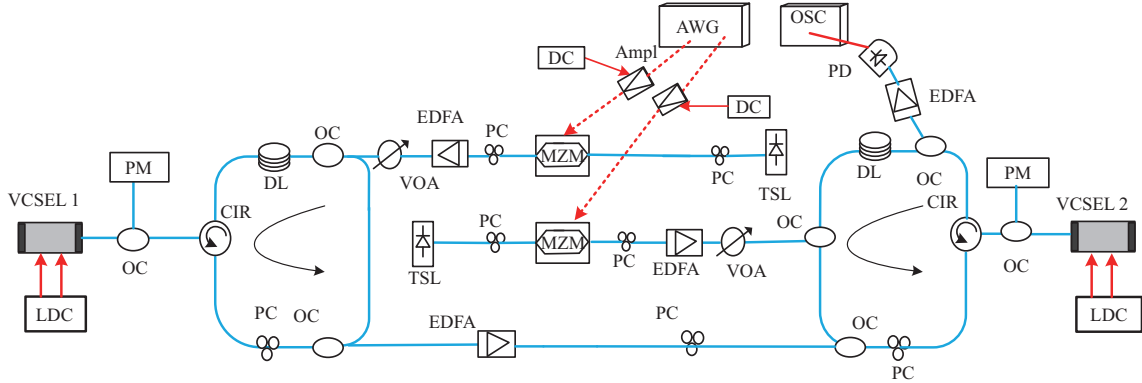 AWG
OSC
Ampl
DC
PD
DC
EDFA
EDFA
PC
OC
MZM
PC
TSL
VOA
DL
DL
OC
PM
PM
VCSEL 1
CIR
CIR
VCSEL 2
OC
PC
MZM
PC
EDFA
VOA
TSL
OC
OC
LDC
LDC
PC
OC
EDFA
PC
OC
PC